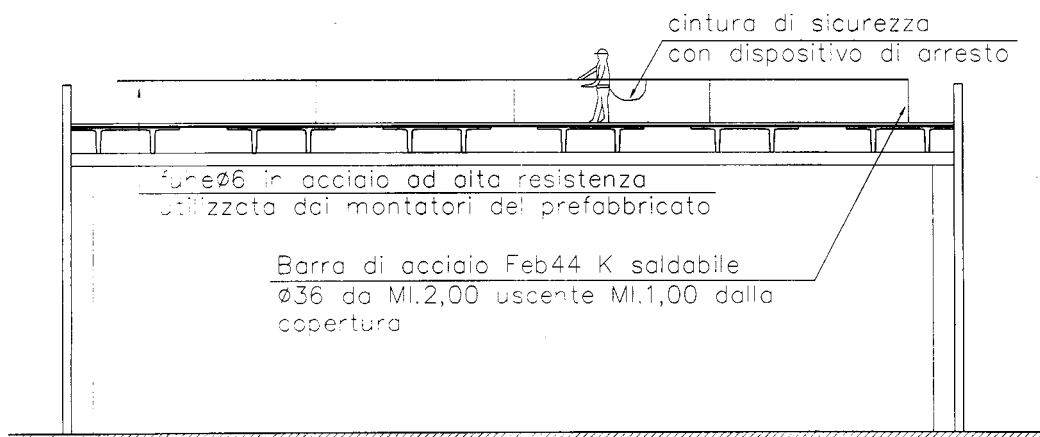 cintura di sicurezza
con dispositivo di arresto
fune ø6 in acciaio ad alta resistenza
utilizzata dai montatori del prefabbricato
Barra di acciaio Feb44 K saldabile
ø36 da Ml.2,00 uscente Ml.1,00 dalla
copertura